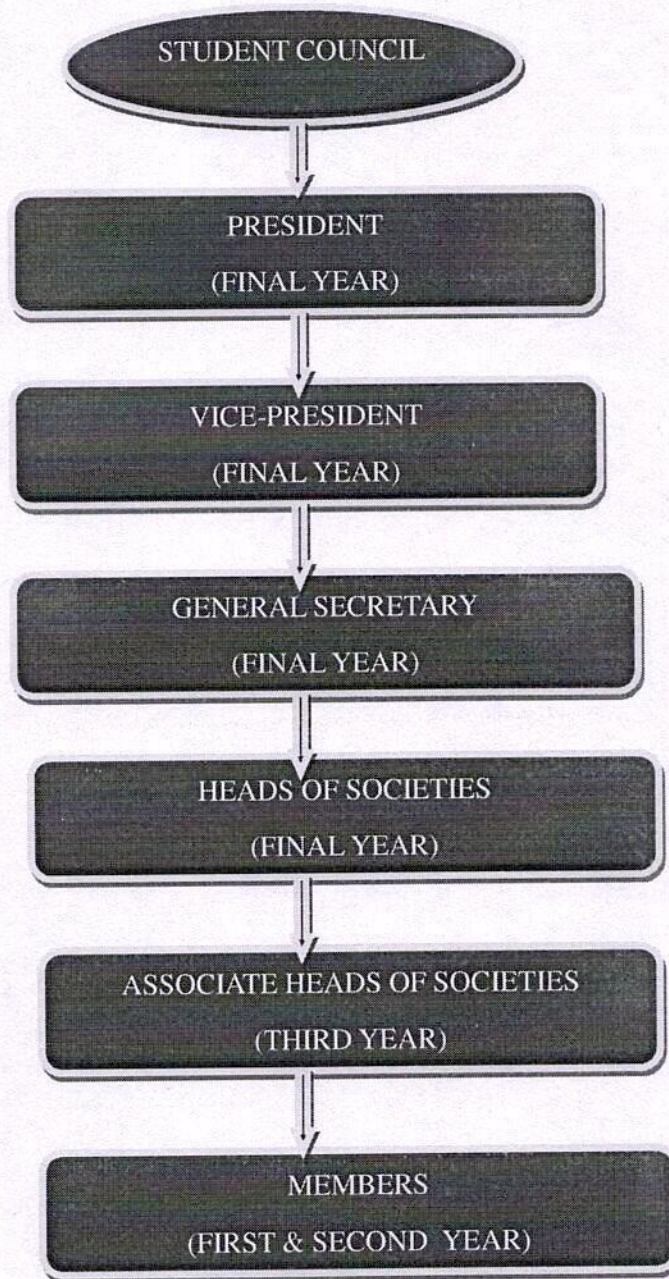 STUDENT COUNCIL
PRESIDENT
(FINAL YEAR)
VICE-PRESIDENT
(FINAL YEAR)
GENERAL SECRETARY
(FINAL YEAR)
HEADS OF SOCIETIES
(FINAL YEAR)
ASSOCIATE HEADS OF SOCIETIES
(THIRD YEAR)
MEMBERS
(FIRST & SECOND YEAR)